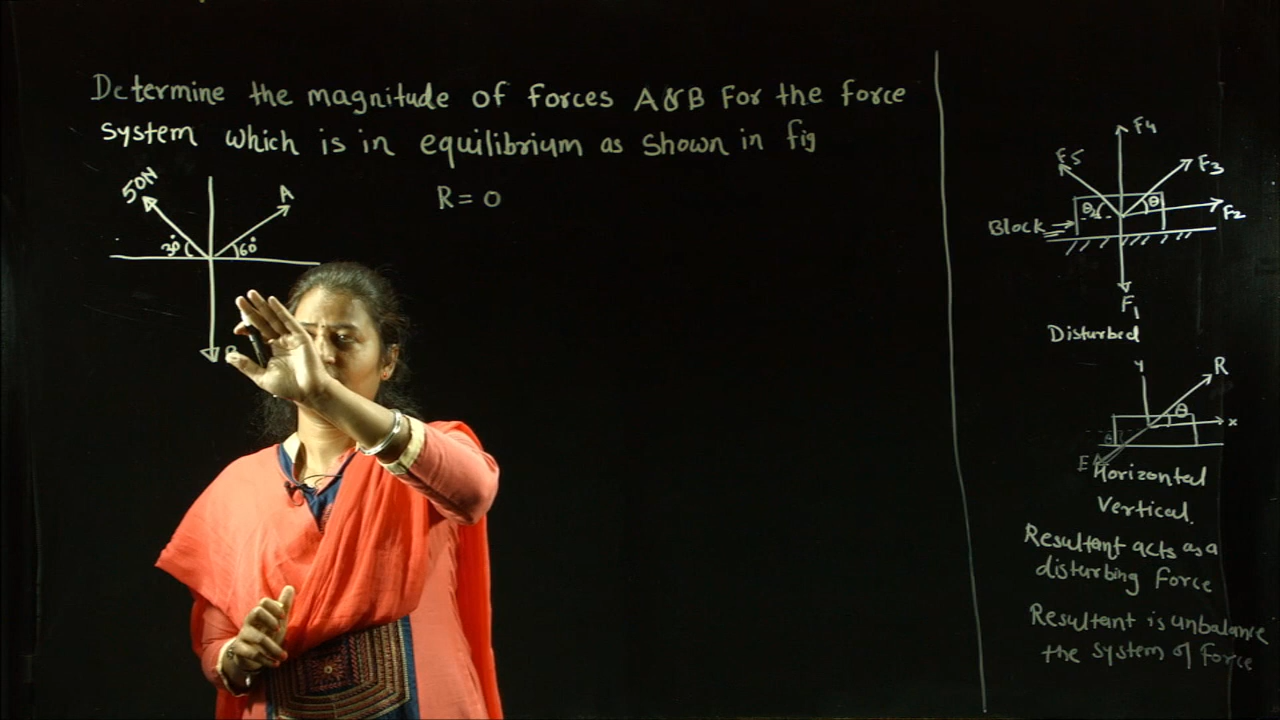 Determine the magnitude of forces A & B For the force
system which is in equilibrium as shown in fig
R = 0
50N
A
30°
60°
B
F4
F5
F3
θ2
θ
F2
Block
F1
Disturbed
Y
R
θ
x
E
Horizontal
Vertical.
Resultant acts as a
disturbing force
Resultant is unbalance
the system of Force